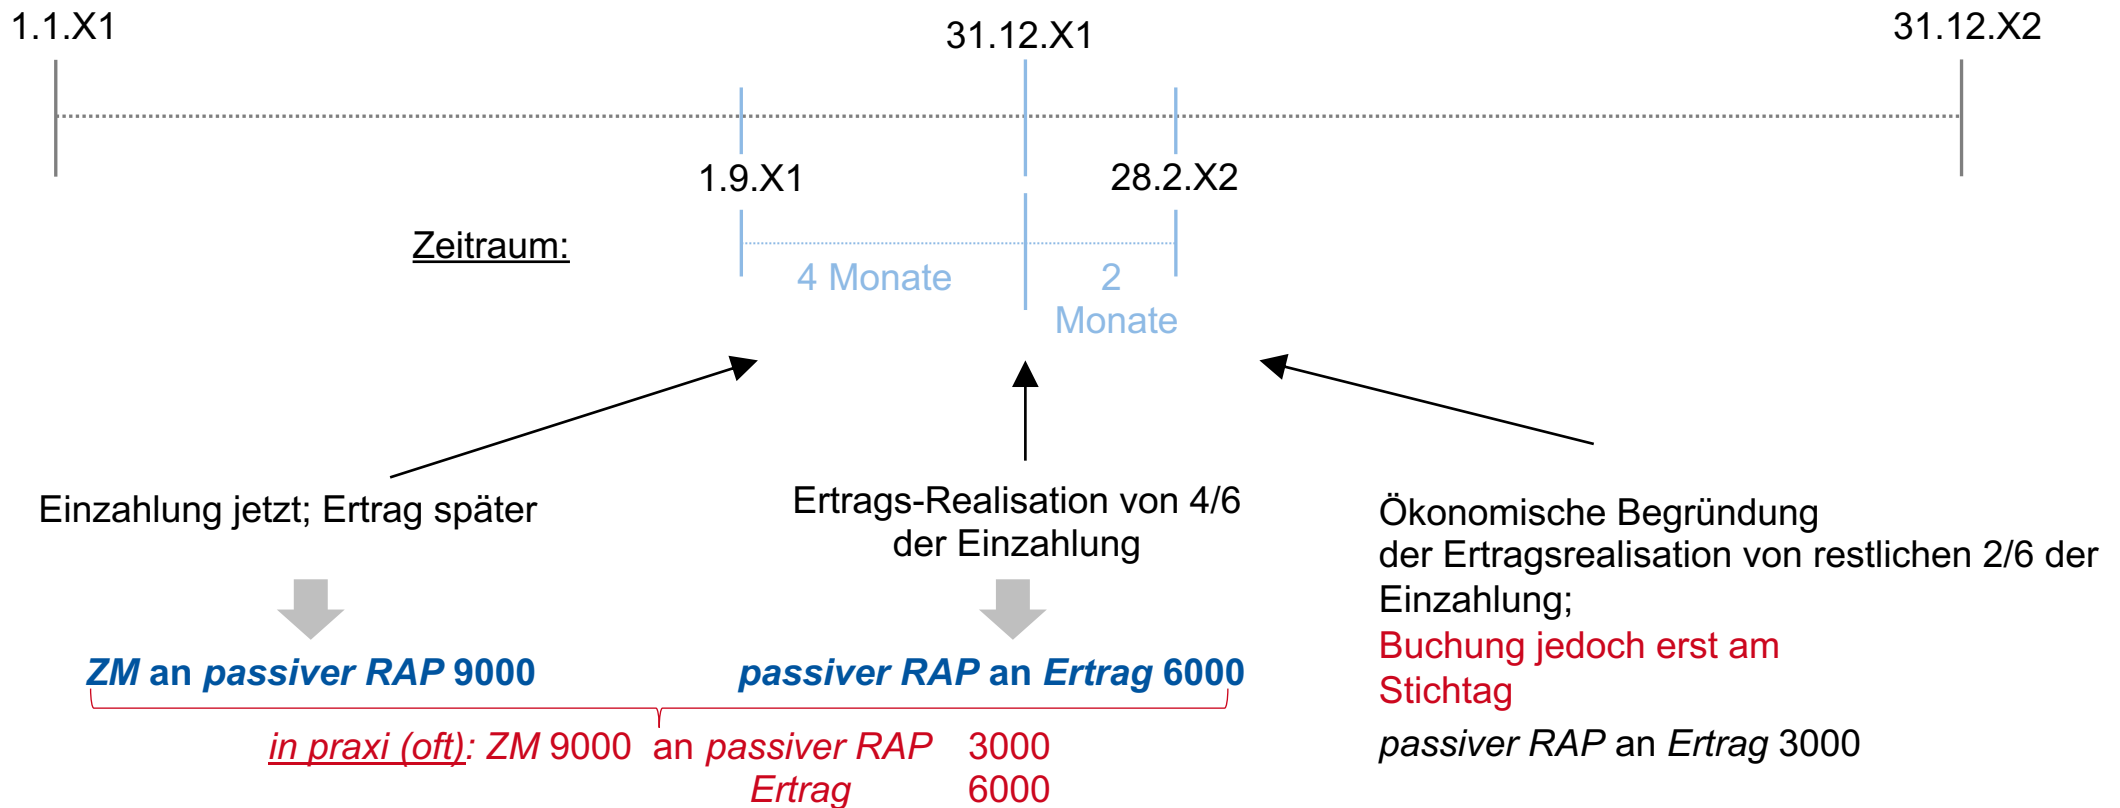 1.1.X1
31.12.X1
31.12.X2
1.9.X1
28.2.X2
Zeitraum:
4 Monate
2
Monate
Einzahlung jetzt; Ertrag später
ZM an passiver RAP 9000
Ertrags-Realisation von 4/6
der Einzahlung
passiver RAP an Ertrag 6000
in praxi (oft): ZM 9000 an passiver RAP 3000
Ertrag 6000
Ökonomische Begründung
der Ertragsrealisation von restlichen 2/6 der
Einzahlung;
Buchung jedoch erst am
Stichtag
passiver RAP an Ertrag 3000